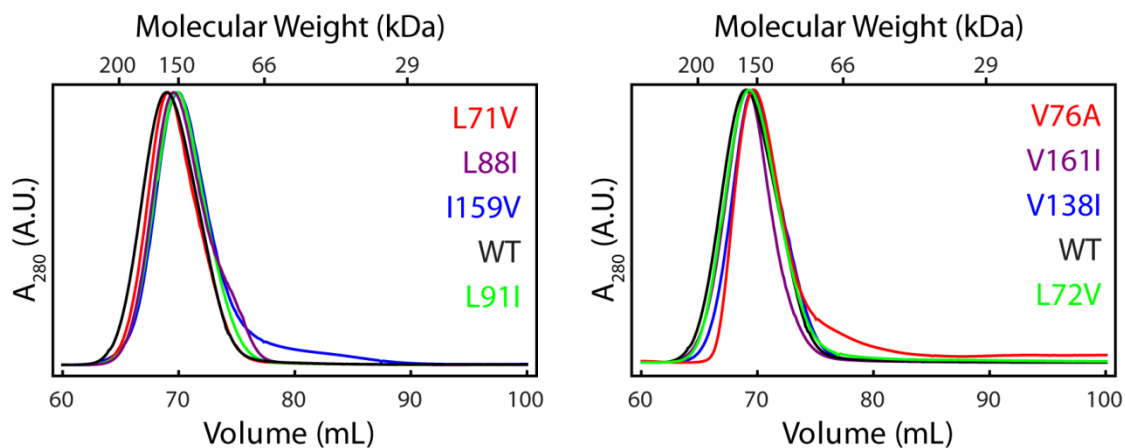 Molecular Weight (kDa)
200 150 66 29
A280 (A.U.)
L71V
L88I
I159V
WT
L91I
60 70 80 90 100
Volume (mL)
Molecular Weight (kDa)
200 150 66 29
A280 (A.U.)
V76A
V161I
V138I
WT
L72V
60 70 80 90 100
Volume (mL)